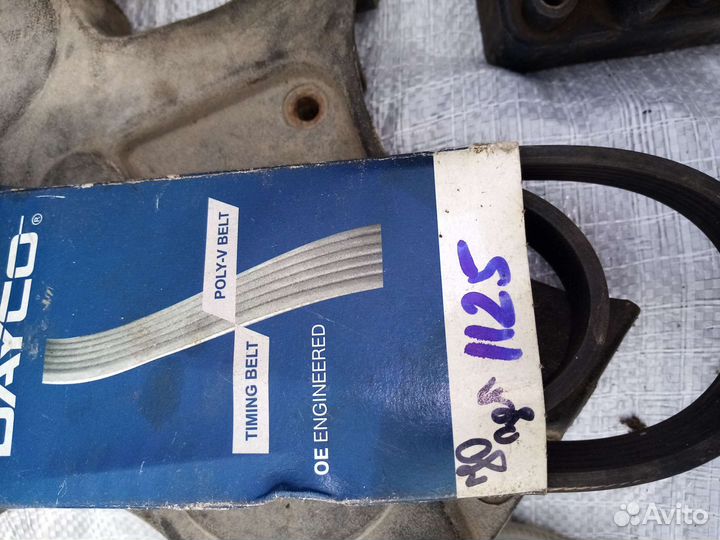 DAYCO®
POLY-V BELT
TIMING BELT
OE ENGINEERED
1125
Avito